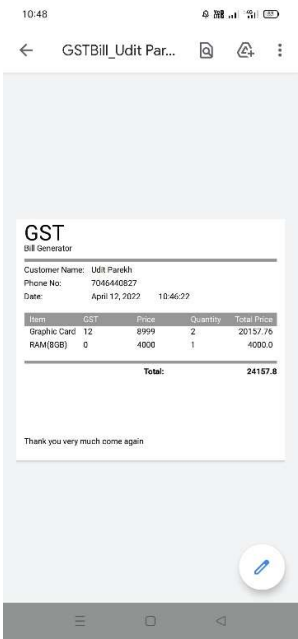 10:48
GSTBill_Udit Par...
GST
Bill Generator
Customer Name: Udit Parekh
Phone No: 7046440827
Date: April 12, 2022 10:46:22
Item GST Price Quantity Total Price
Graphic Card 12 8999 2 20157.76
RAM(8GB) 0 4000 1 4000.0
Total: 24157.8
Thank you very much come again